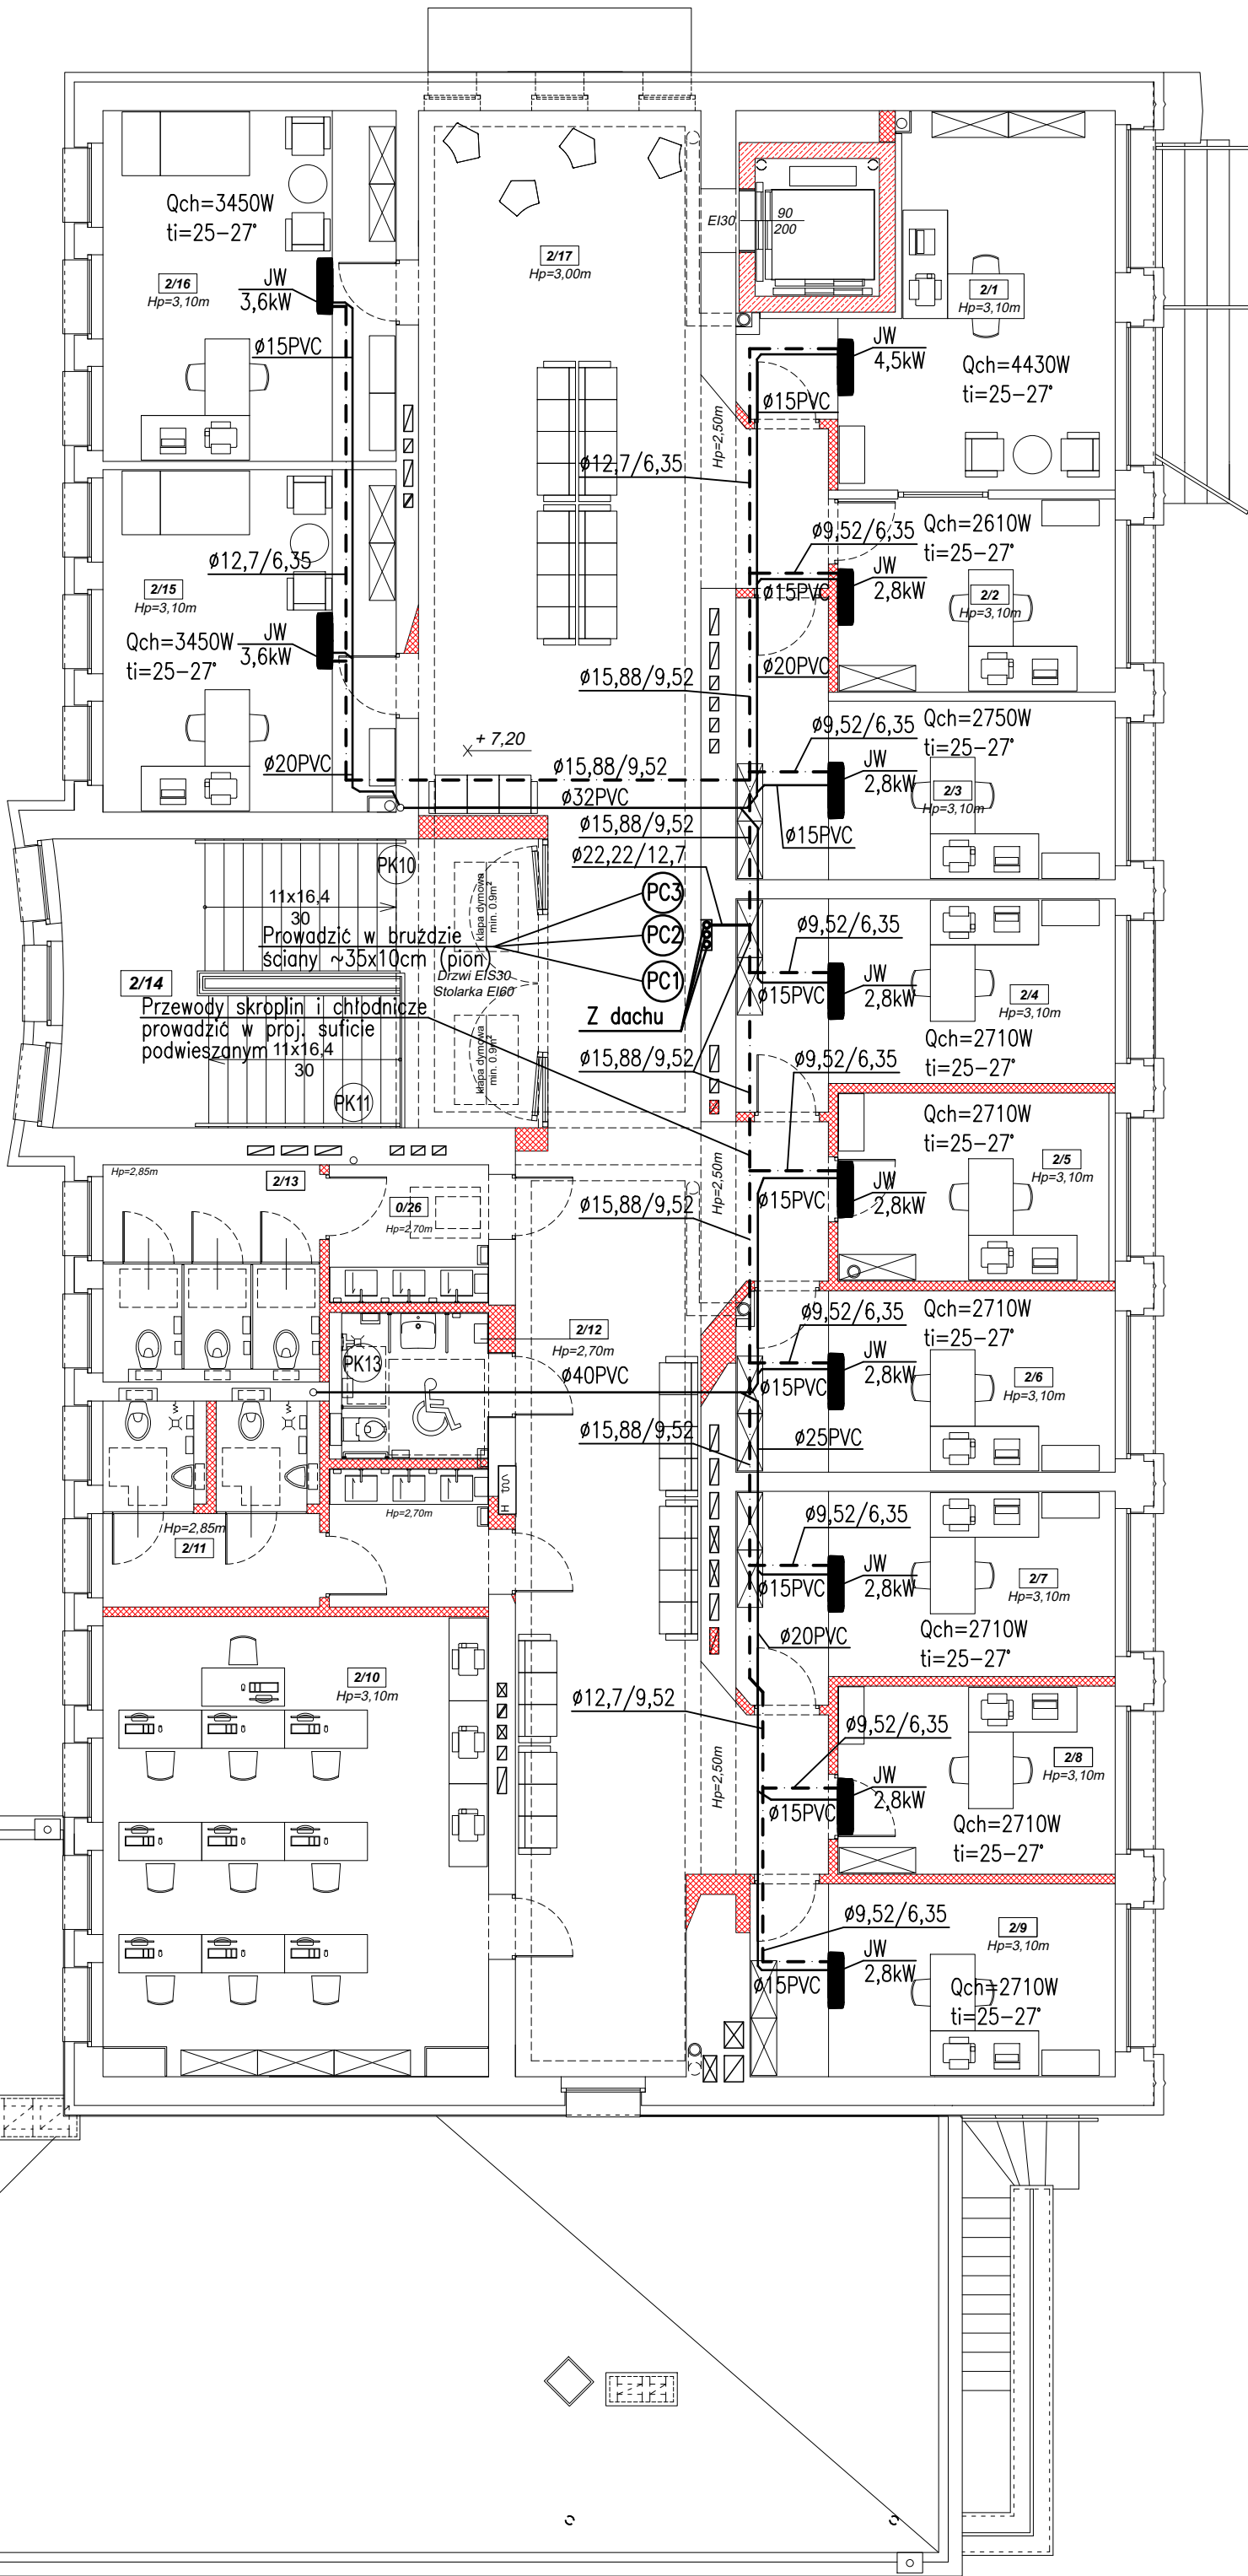 Qch=3450W
ti=25-27°
2/16
Hp=3,10m
JW
3,6kW
ø15PVC
2/17
Hp=3,00m
EI30
90
200
2/1
Hp=3,10m
JW
4,5kW
Qch=4430W
ti=25-27°
ø15PVC
Hp=2,50m
ø12,7/6,35
ø9,52/6,35
Qch=2610W
ti=25-27°
JW
2,8kW
ø15PVC
2/2
Hp=3,10m
ø12,7/6,35
2/15
Hp=3,10m
Qch=3450W
ti=25-27°
JW
3,6kW
ø20PVC
ø15,88/9,52
ø20PVC
ø9,52/6,35
Qch=2750W
ti=25-27°
JW
2,8kW
2/3
Hp=3,10m
+ 7,20
ø15,88/9,52
ø32PVC
ø15,88/9,52
ø15PVC
ø22,22/12,7
PK10
11x16,4
30
PC3
PC2
PC1
klapa dymowa
min. 0.9m²
Prowadzić w bruździe
ściany ~35x10cm (pion)
Drzwi EIS30
Stolarka EI60
2/14
Przewody skroplin i chłodnicze
prowadzić w proj. suficie
podwieszanym
11x16,4
30
Z dachu
klapa dymowa
min. 0.9m²
PK11
ø9,52/6,35
JW
2,8kW
ø15PVC
2/4
Hp=3,10m
Qch=2710W
ti=25-27°
ø15,88/9,52
ø9,52/6,35
Qch=2710W
ti=25-27°
2/5
Hp=3,10m
JW
2,8kW
ø15PVC
Hp=2,50m
ø15,88/9,52
Hp=2,85m
2/13
0/26
Hp=2,70m
2/12
Hp=2,70m
PK13
ø40PVC
ø9,52/6,35
Qch=2710W
ti=25-27°
JW
2,8kW
ø15PVC
2/6
Hp=3,10m
ø15,88/9,52
ø25PVC
Hp=2,70m
Hp=2,85m
2/11
ø9,52/6,35
JW
2,8kW
ø15PVC
2/7
Hp=3,10m
Qch=2710W
ti=25-27°
ø20PVC
2/10
Hp=3,10m
ø12,7/9,52
Hp=2,50m
ø9,52/6,35
JW
2,8kW
ø15PVC
2/8
Hp=3,10m
Qch=2710W
ti=25-27°
ø9,52/6,35
2/9
Hp=3,10m
JW
2,8kW
ø15PVC
Qch=2710W
ti=25-27°